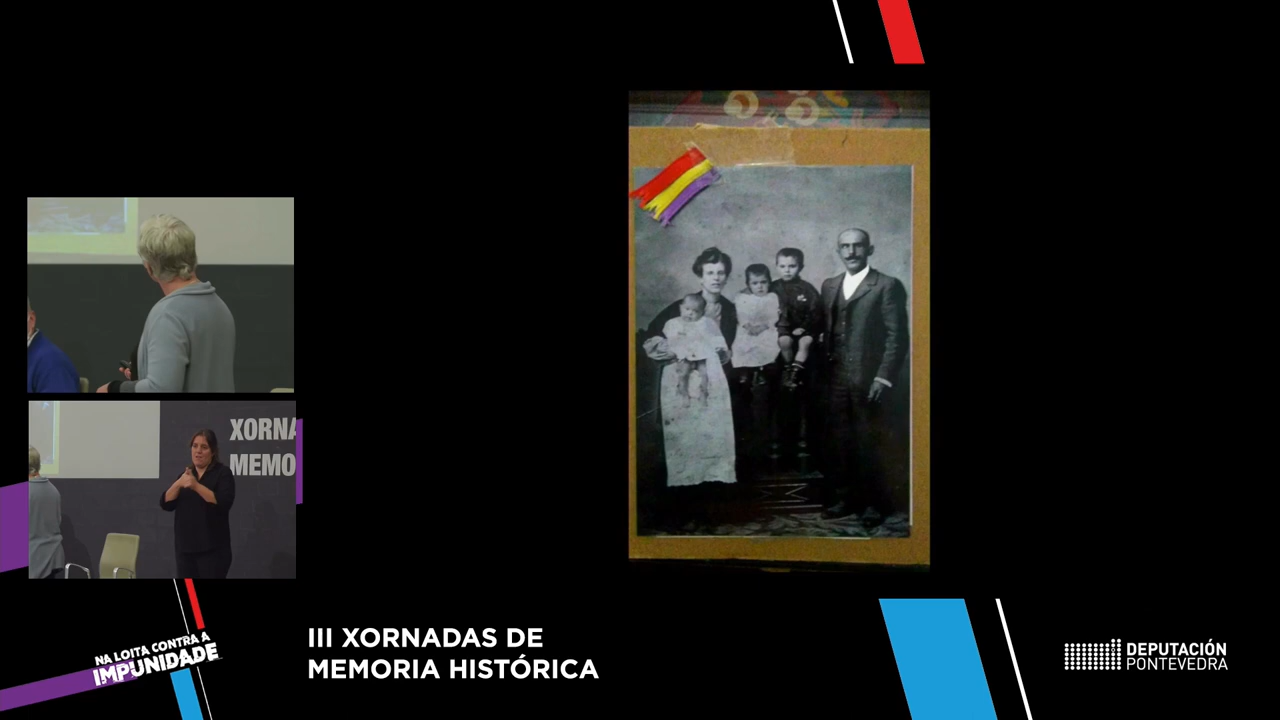 XORNA
MEMO
NA LOITA CONTRA A
IMPUNIDADE
III XORNADAS DE
MEMORIA HISTÓRICA
DEPUTACIÓN
PONTEVEDRA